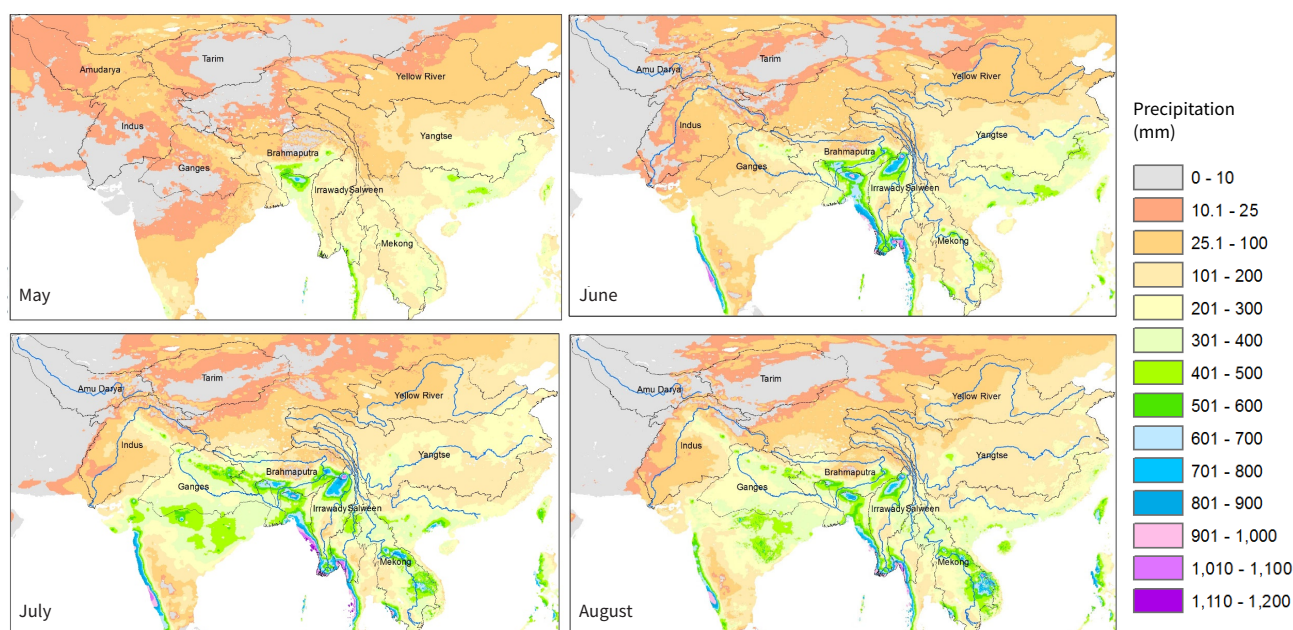 Amudarya
Tarim
Yellow River
Indus
Yangtse
Ganges
Brahmaputra
Irrawady
Salween
Mekong
May
Amu Darya
Tarim
Yellow River
Indus
Yangtse
Brahmaputra
Ganges
Irrawady
Salween
Mekong
June
Amu Darya
Tarim
Yellow River
Indus
Yangtse
Brahmaputra
Ganges
Irrawady
Salween
Mekong
July
Amu Darya
Tarim
Yellow River
Indus
Yangtse
Brahmaputra
Ganges
Irrawady
Salween
Mekong
August
Precipitation
(mm)
0 - 10
10.1 - 25
25.1 - 100
101 - 200
201 - 300
301 - 400
401 - 500
501 - 600
601 - 700
701 - 800
801 - 900
901 - 1,000
1,010 - 1,100
1,110 - 1,200